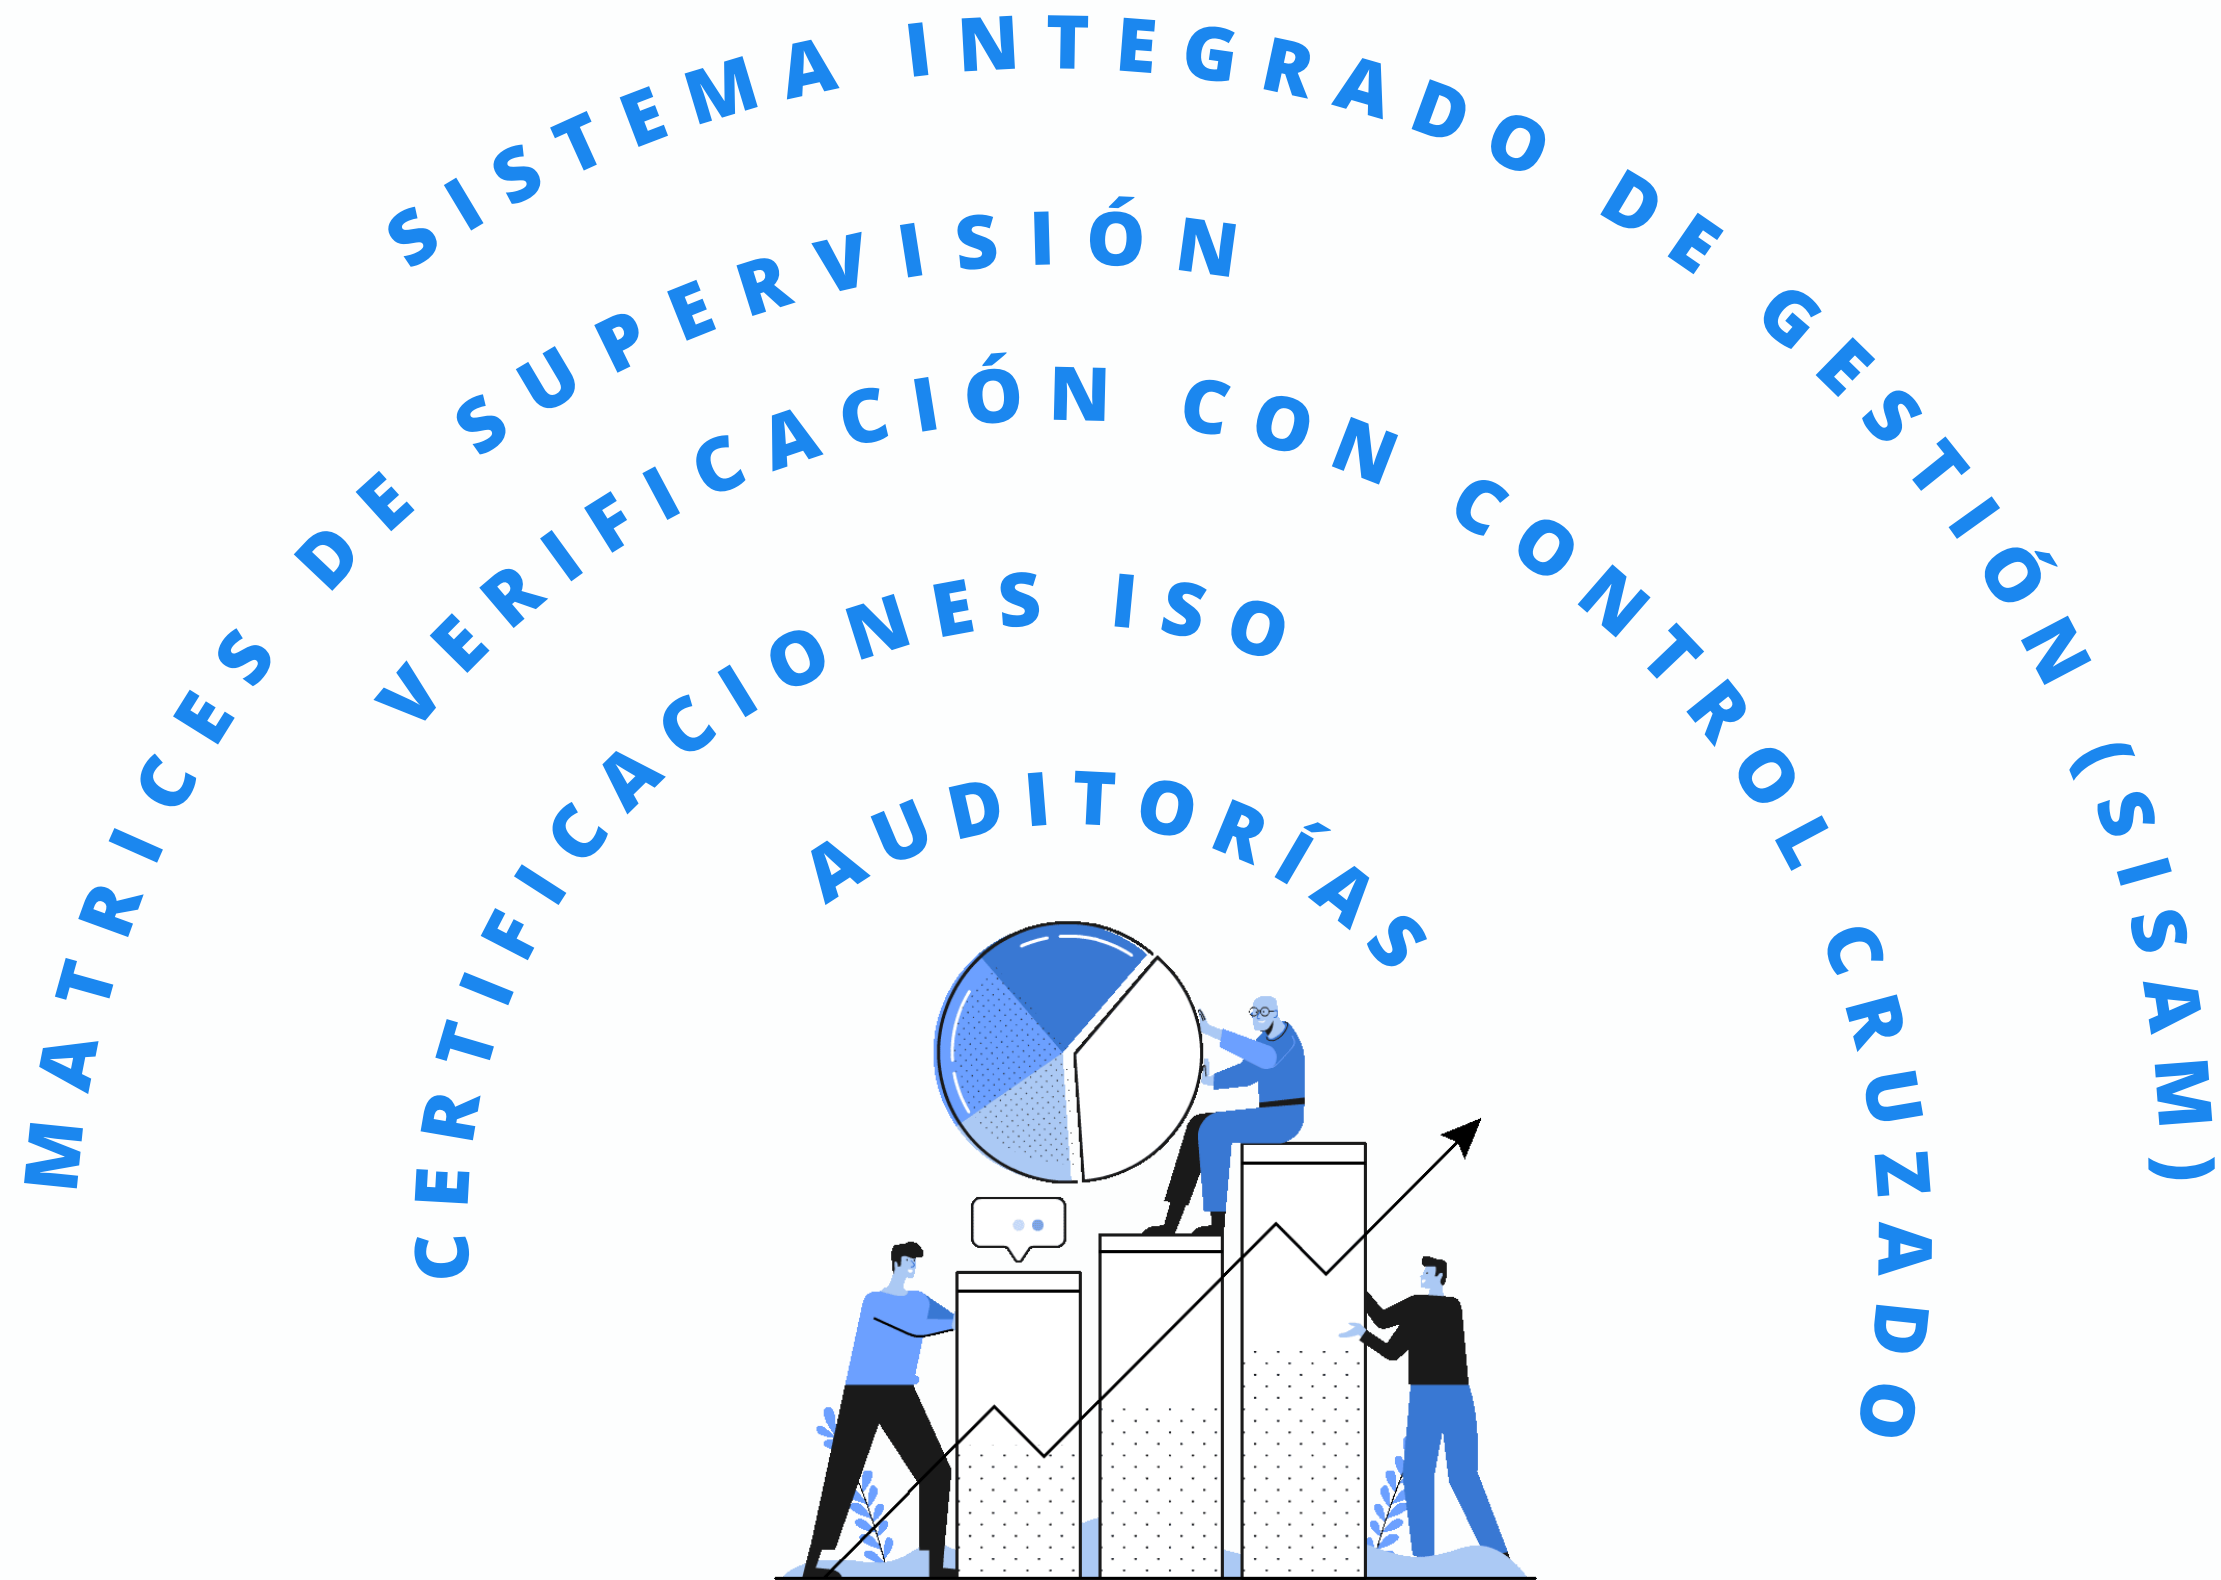 SISTEMA INTEGRADO DE GESTIÓN (SISAM)
MATRICES DE SUPERVISIÓN
VERIFICACIÓN CON CONTROL CRUZADO
CERTIFICACIONES ISO
AUDITORÍAS